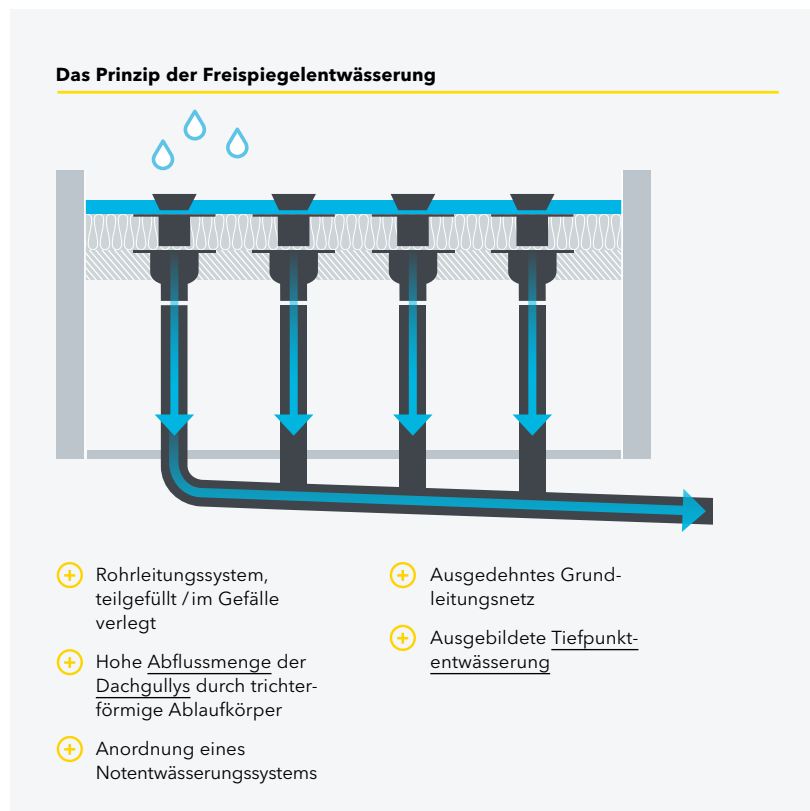 Das Prinzip der Freispiegelentwässerung
Rohrleitungssystem,
teilgefüllt / im Gefälle
verlegt
Hohe Abflussmenge der
Dachgullys durch trichter-
förmige Ablaufkörper
Anordnung eines
Notentwässerungssystems
Ausgedehntes Grund-
leitungsnetz
Ausgebildete Tiefpunkt-
entwässerung